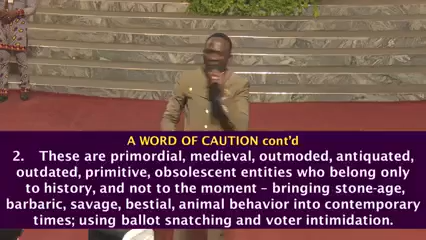 A WORD OF CAUTION cont'd
2. These are primordial, medieval, outmoded, antiquated,
outdated, primitive, obsolescent entities who belong only
to history, and not to the moment – bringing stone-age,
barbaric, savage, bestial, animal behavior into contemporary
times; using ballot snatching and voter intimidation.